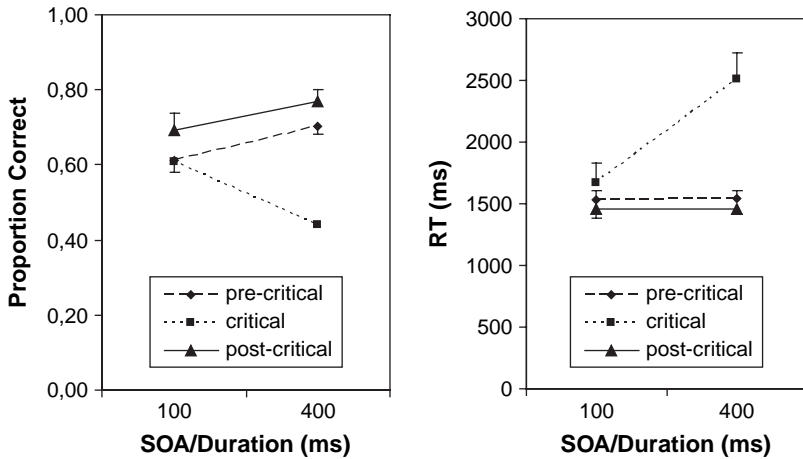 1,00
0,80
0,60
0,40
0,20
0,00
Proportion Correct
pre-critical
critical
post-critical
100 400
SOA/Duration (ms)
3000
2500
2000
1500
1000
500
0
RT (ms)
pre-critical
critical
post-critical
100 400
SOA/Duration (ms)